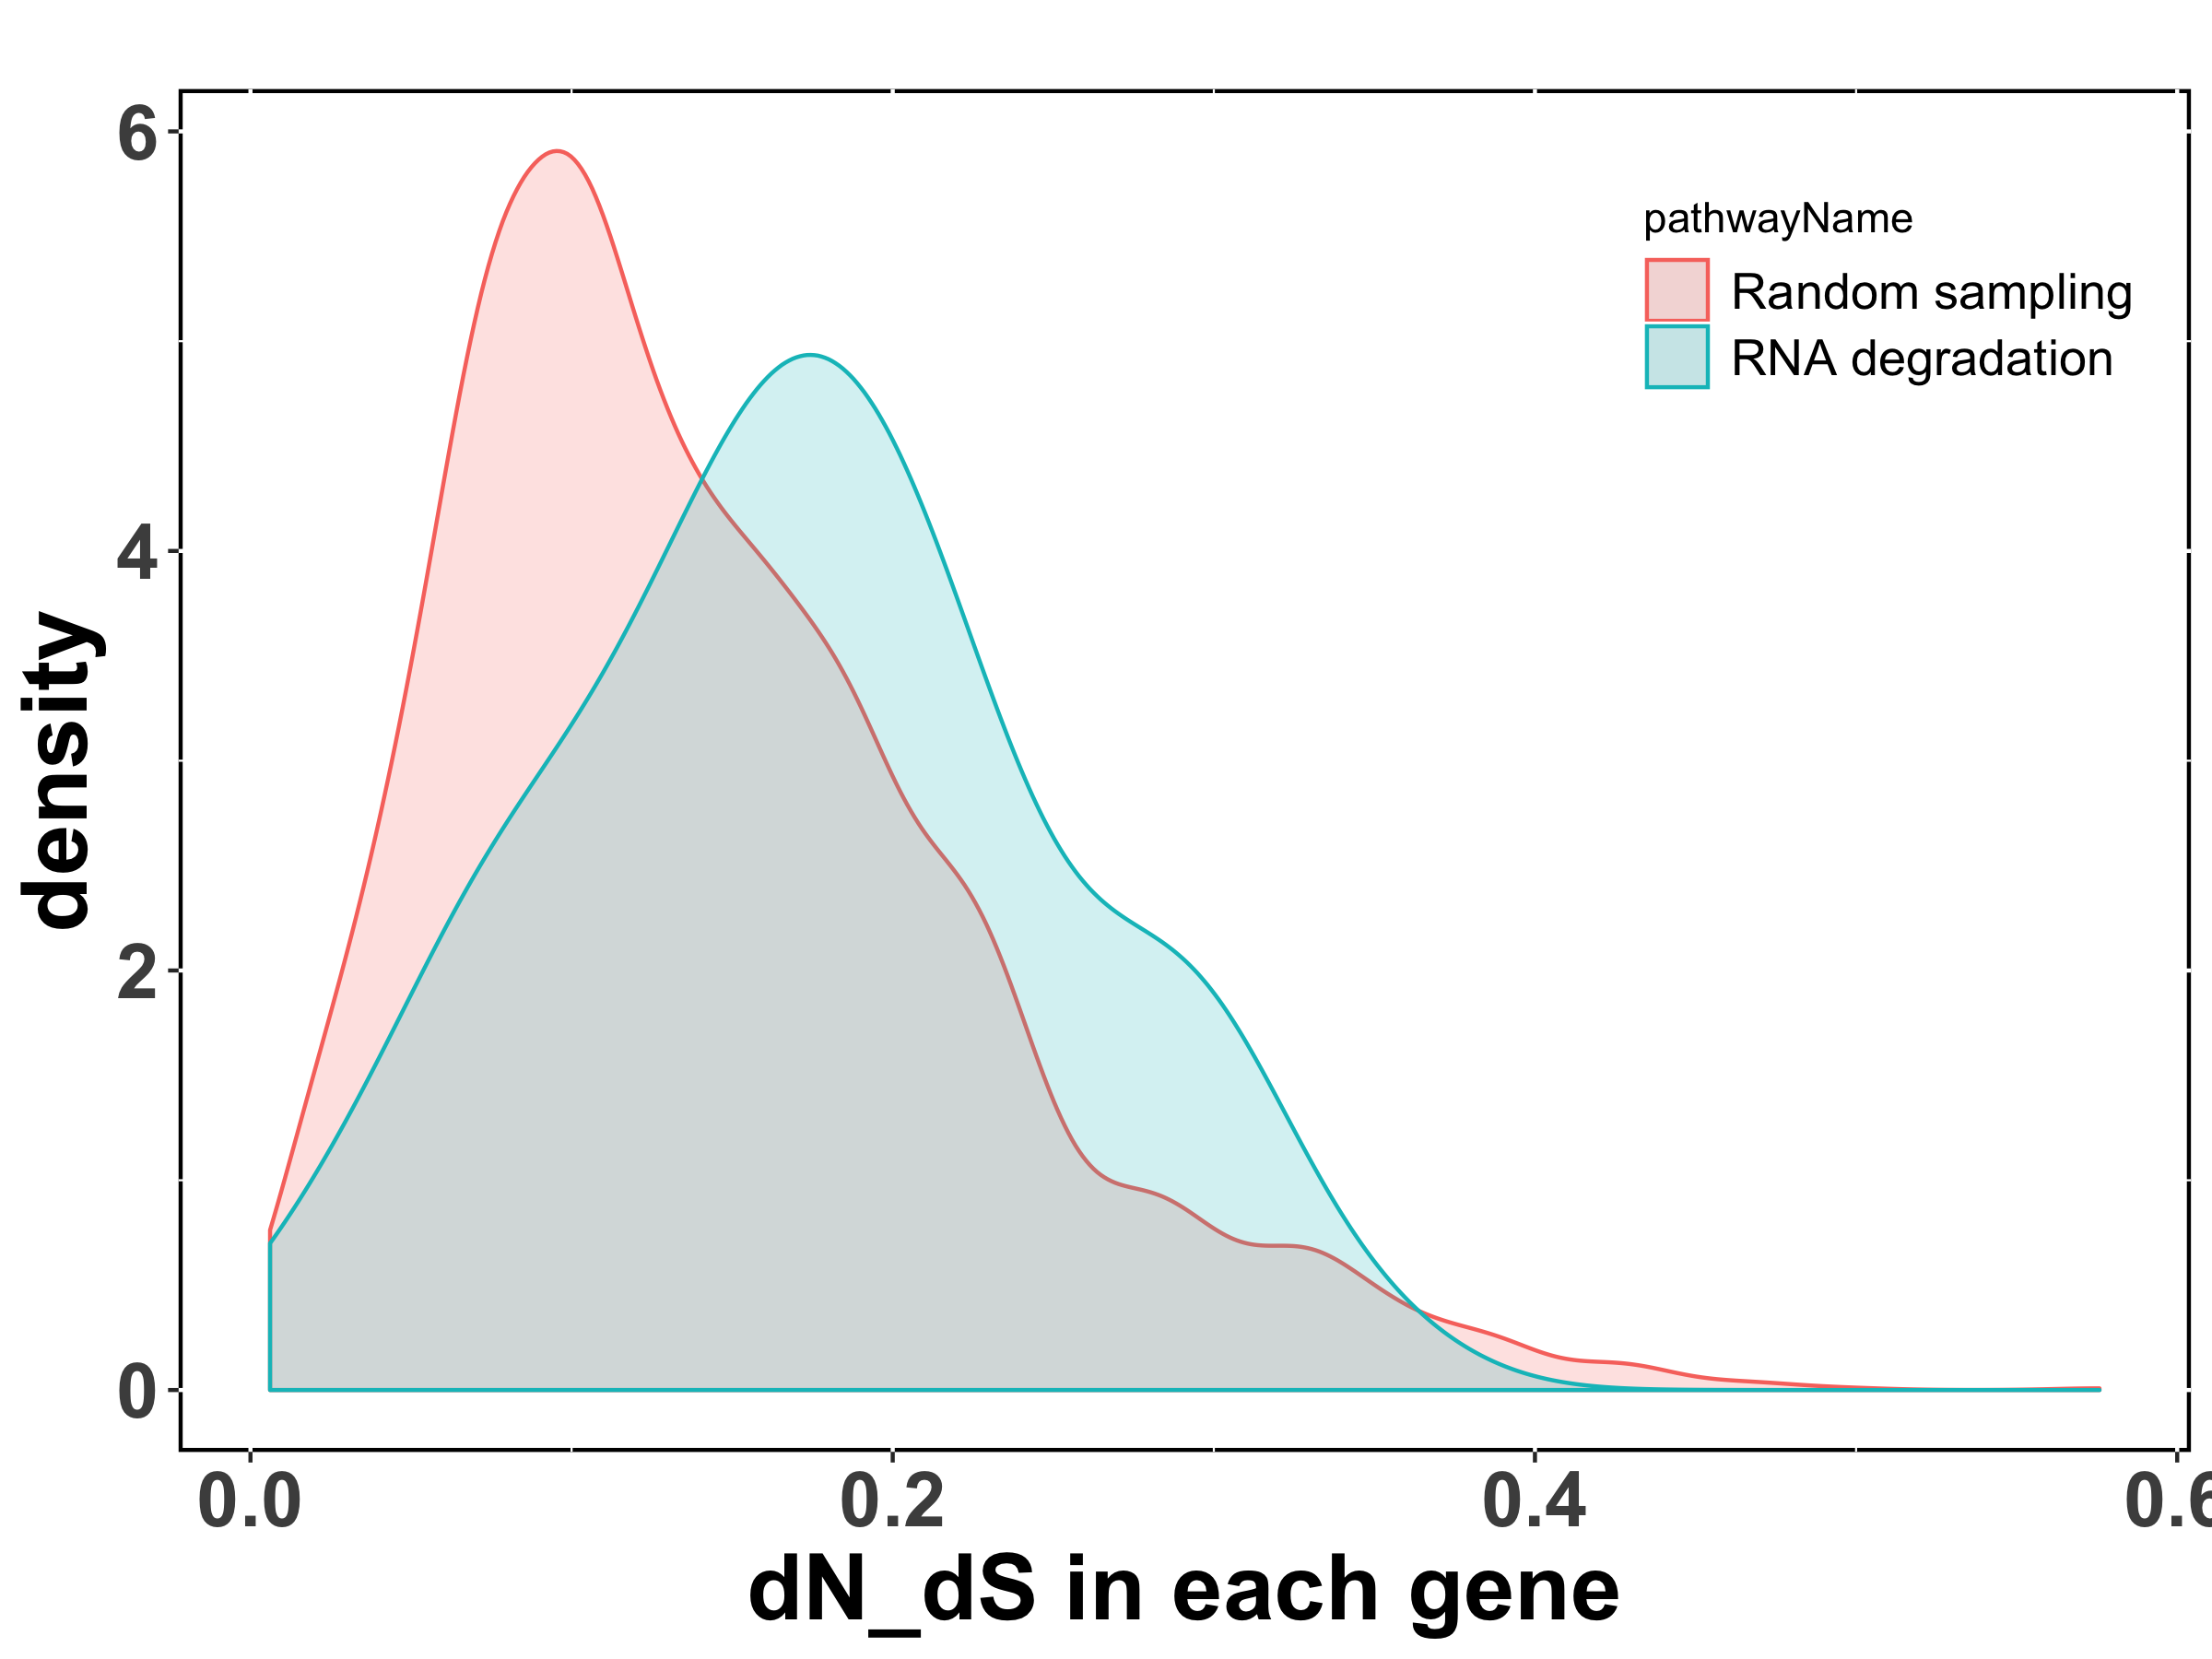 pathwayName
Random sampling
RNA degradation
density
6
4
2
0
0.0 0.2 0.4 0.6
dN_dS in each gene